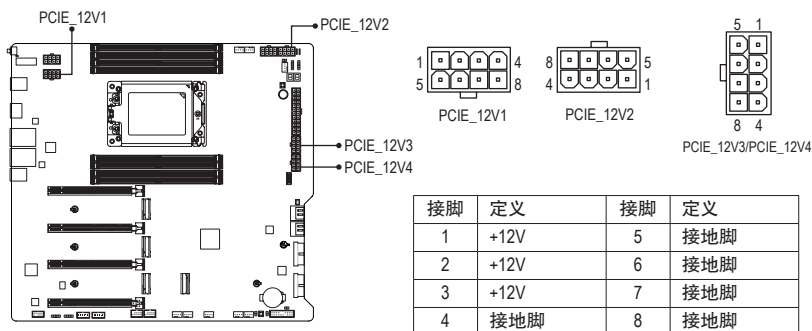 PCIE_12V1
PCIE_12V2
PCIE_12V3
PCIE_12V4
1 4
5 8
PCIE_12V1
8 5
4 1
PCIE_12V2
5 1
8 4
PCIE_12V3/PCIE_12V4
接脚 定义 接脚 定义
1 +12V 5 接地脚
2 +12V 6 接地脚
3 +12V 7 接地脚
4 接地脚 8 接地脚